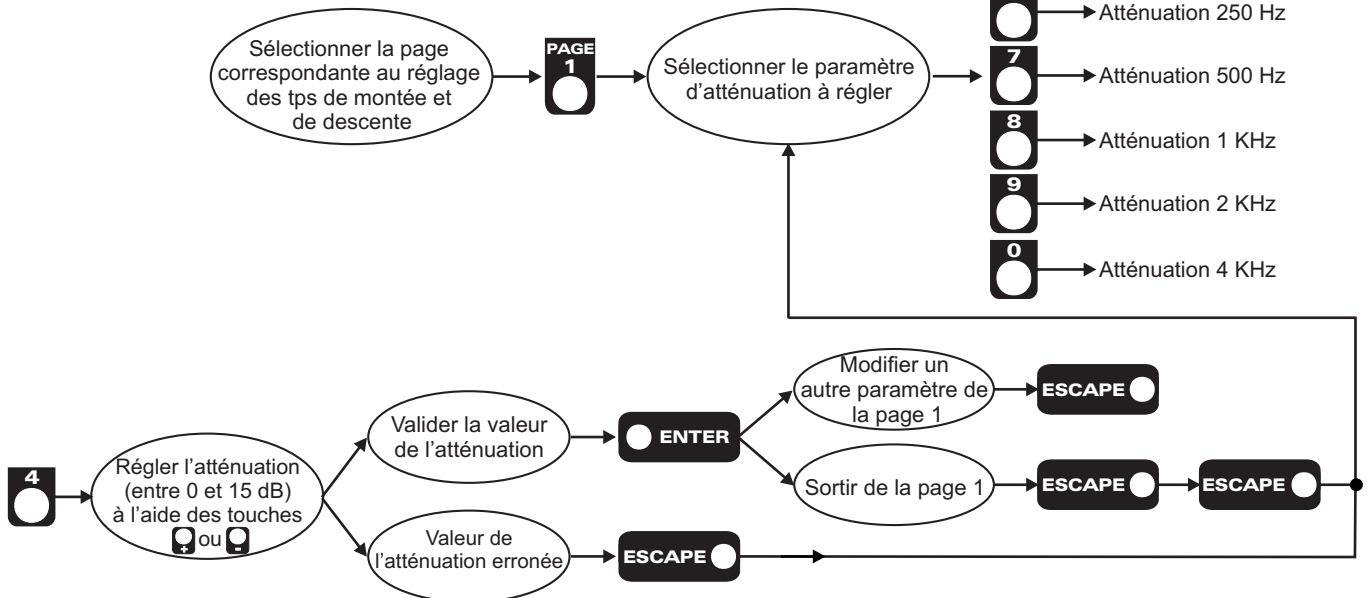 Sélectionner la page
correspondante au réglage
des tps de montée et
de descente
PAGE
1
Sélectionner le paramètre
d'atténuation à régler
Atténuation 250 Hz
7
Atténuation 500 Hz
8
Atténuation 1 KHz
9
Atténuation 2 KHz
0
Atténuation 4 KHz
4
Régler l'atténuation
(entre 0 et 15 dB)
à l'aide des touches
+ ou -
Valider la valeur
de l'atténuation
ENTER
Modifier un
autre paramètre de
la page 1
ESCAPE
Sortir de la page 1
ESCAPE
ESCAPE
Valeur de
l'atténuation erronée
ESCAPE